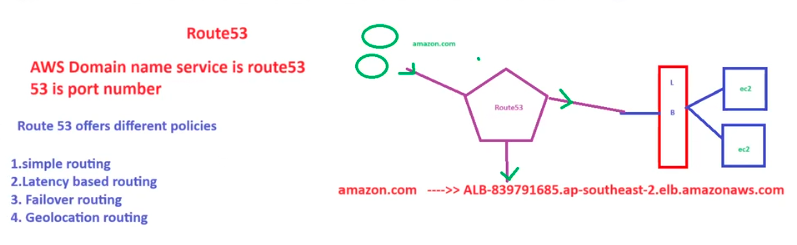 Route53
AWS Domain name service is route53
53 is port number
Route 53 offers different policies
1.simple routing
2.Latency based routing
3. Failover routing
4. Geolocation routing
amazon.com
Route53
L
B
ec2
ec2
amazon.com ---->> ALB-839791685.ap-southeast-2.elb.amazonaws.com